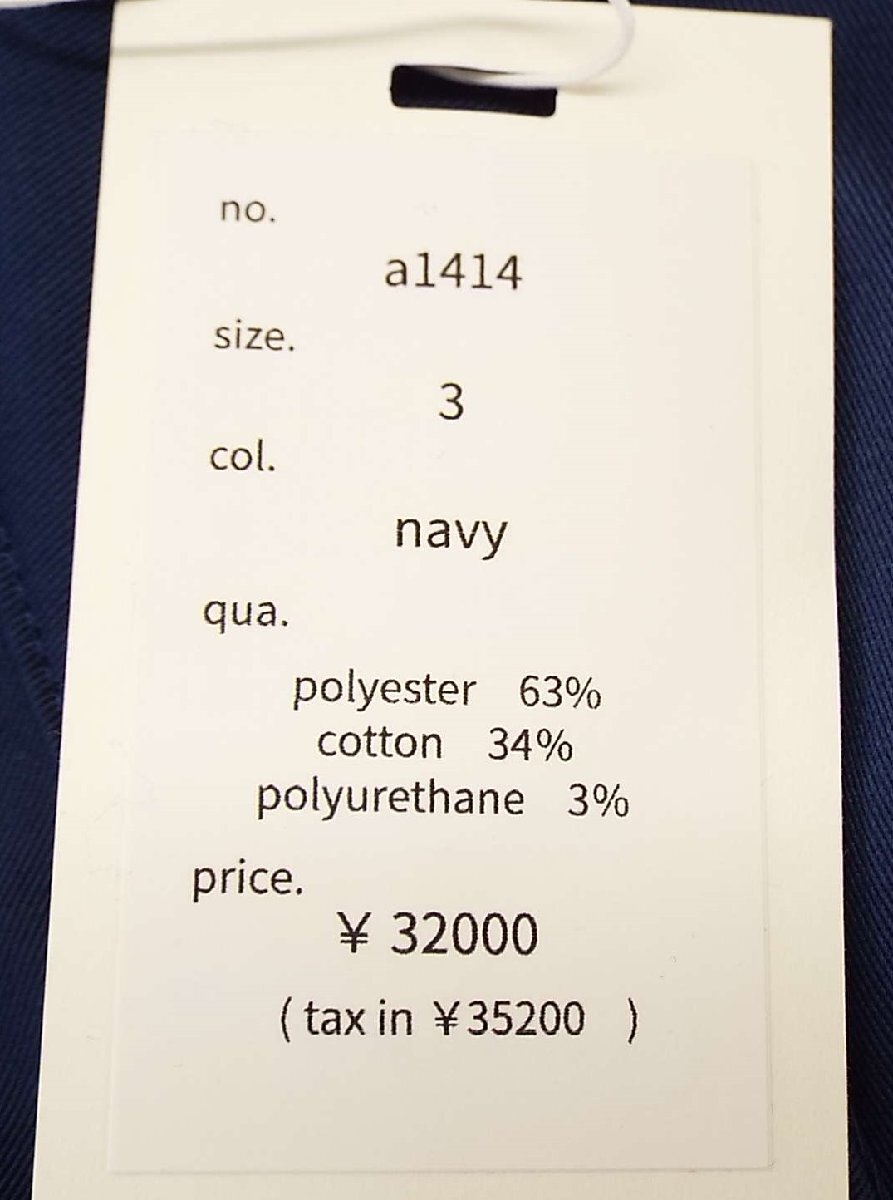 no.
a1414
size.
3
col.
navy
qua.
polyester 63%
cotton 34%
polyurethane 3%
price.
¥ 32000
( tax in ¥35200 )